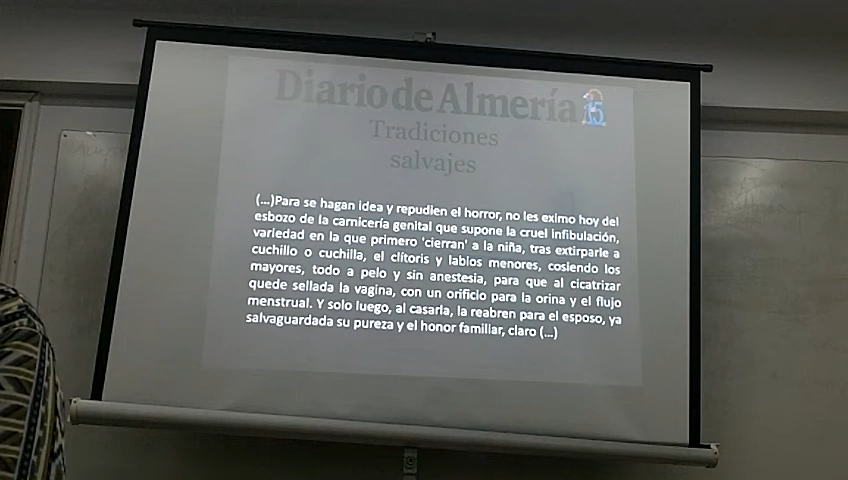 Diario de Almería
15
Tradiciones
salvajes
(...)Para se hagan idea y repudien el horror, no les eximo hoy del
esbozo de la carnicería genital que supone la cruel infibulación,
variedad en la que primero 'cierran' a la niña, tras extirparle a
cuchillo o cuchilla, el clítoris y labios menores, cosiendo los
mayores, todo a pelo y sin anestesia, para que al cicatrizar
quede sellada la vagina, con un orificio para la orina y el flujo
menstrual. Y solo luego, al casarla, la reabren para el esposo, ya
salvaguardada su pureza y el honor familiar, claro (...)